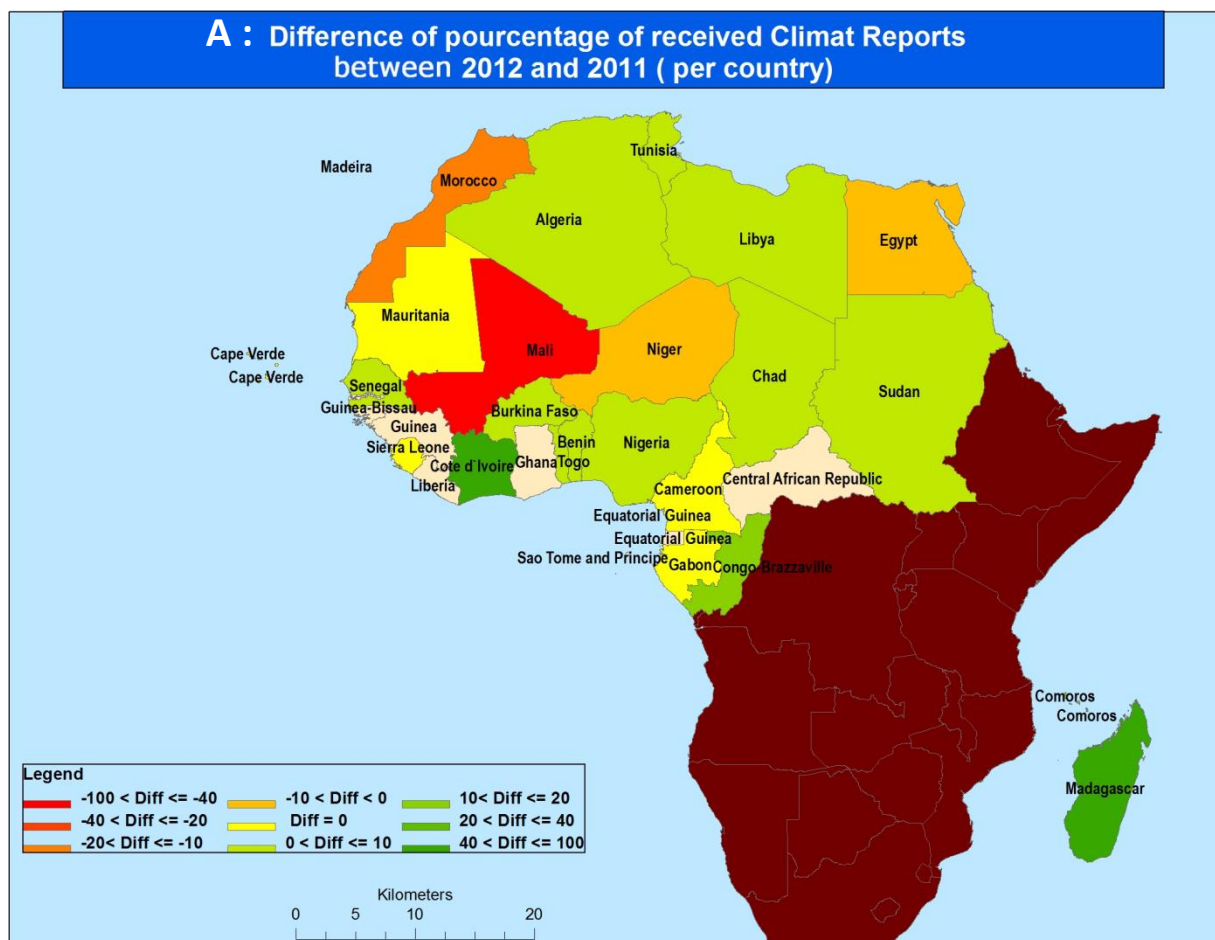 A : Difference of pourcentage of received Climat Reports
between 2012 and 2011 ( per country)
Tunisia
Madeira
Morocco
Algeria
Libya
Egypt
Mauritania
Mali
Niger
Cape Verde
Cape Verde
Chad
Senegal
Sudan
Guinea-Bissau
Burkina Faso
Guinea
Nigeria
Benin
Sierra Leone
Cote d`Ivoire
Ghana
Togo
Liberia
Central African Republic
Cameroon
Equatorial Guinea
Equatorial Guinea
Sao Tome and Principe
Gabon
Congo-Brazzaville
Comoros
Comoros
Madagascar
Legend
-100 < Diff <= -40
-10 < Diff < 0
10< Diff <= 20
-40 < Diff <= -20
Diff = 0
20 < Diff <= 40
-20< Diff <= -10
0 < Diff <= 10
40 < Diff <= 100
Kilometers
0 5 10 20